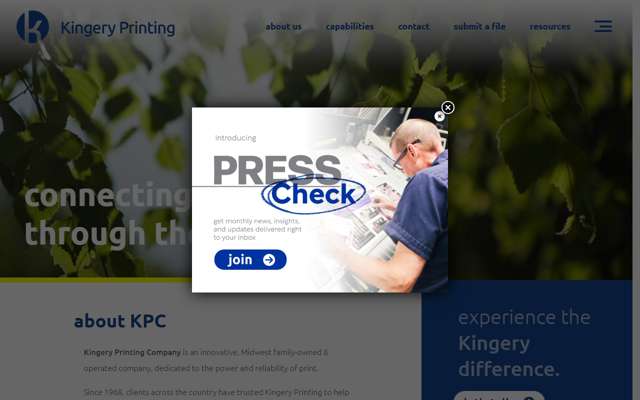 Kingery Printing
about us
capabilities
contact
submit a file
resources
connecting
through the
introducing
PRESS
Check
get monthly news, insights,
and updates delivered right
to your inbox
join
about KPC
Kingery Printing Company is an innovative, Midwest family-owned &
operated company, dedicated to the power and reliability of print.
Since 1968, clients across the country have trusted Kingery Printing to help
experience the
Kingery
difference.